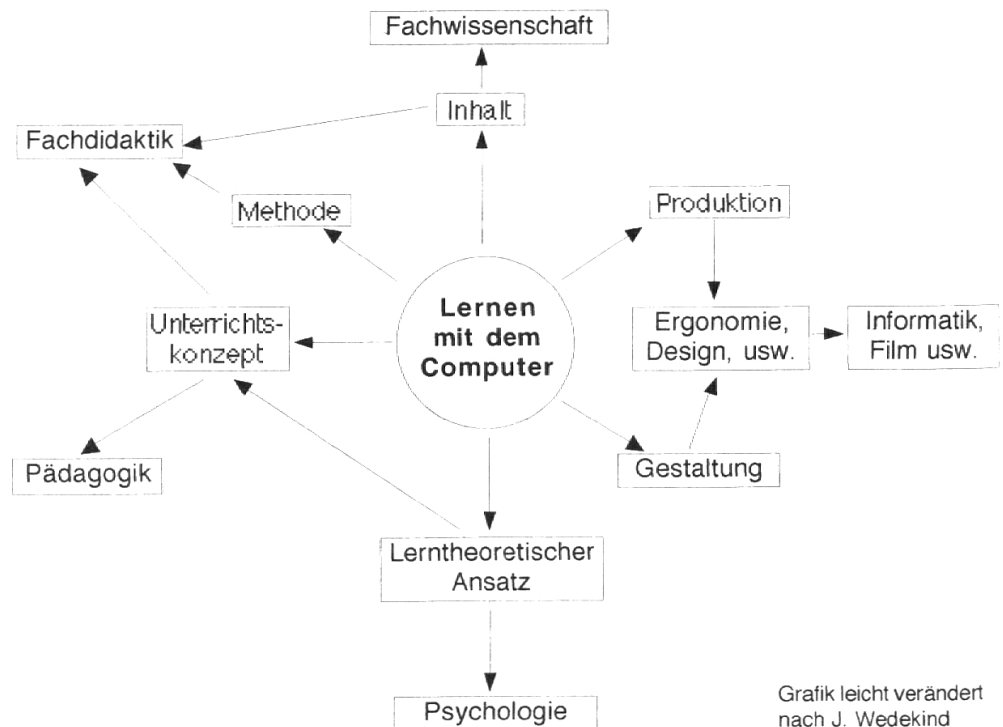 Fachwissenschaft
Inhalt
Fachdidaktik
Methode
Produktion
Unterrichts-
konzept
Lernen
mit dem
Computer
Ergonomie,
Design, usw.
Informatik,
Film usw.
Pädagogik
Gestaltung
Lerntheoretischer
Ansatz
Psychologie
Grafik leicht verändert
nach J. Wedekind